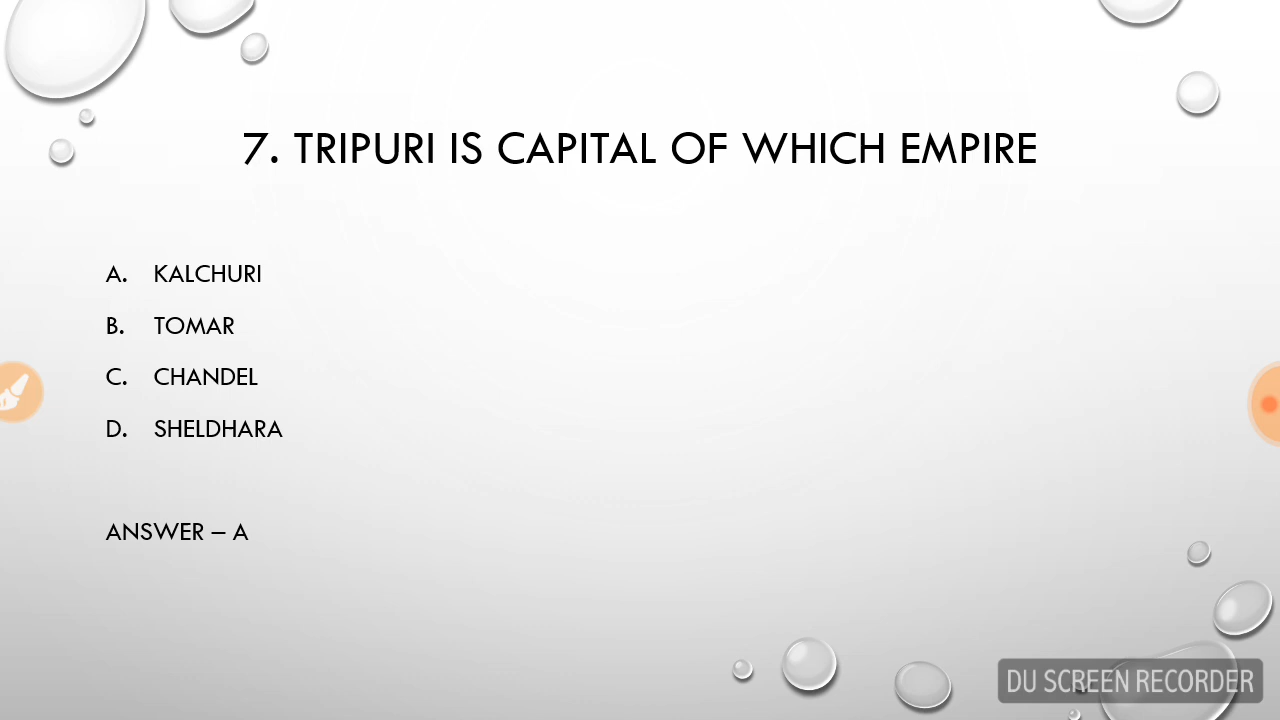 7. TRIPURI IS CAPITAL OF WHICH EMPIRE
A. KALCHURI
B. TOMAR
C. CHANDEL
D. SHELDHARA
ANSWER – A
DU SCREEN RECORDER